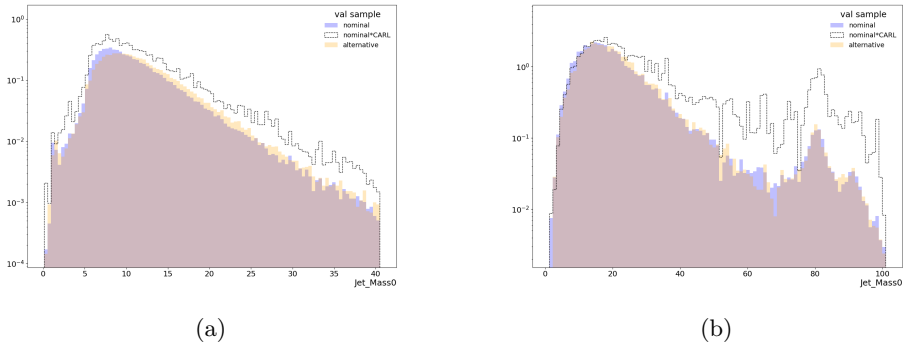 val sample
nominal
nominal*CARL
alternative
10⁰
10⁻¹
10⁻²
10⁻³
10⁻⁴
0 5 10 15 20 25 30 35 40
Jet_Mass0
(a)
val sample
nominal
nominal*CARL
alternative
10⁰
10⁻¹
10⁻²
0 20 40 60 80 100
Jet_Mass0
(b)